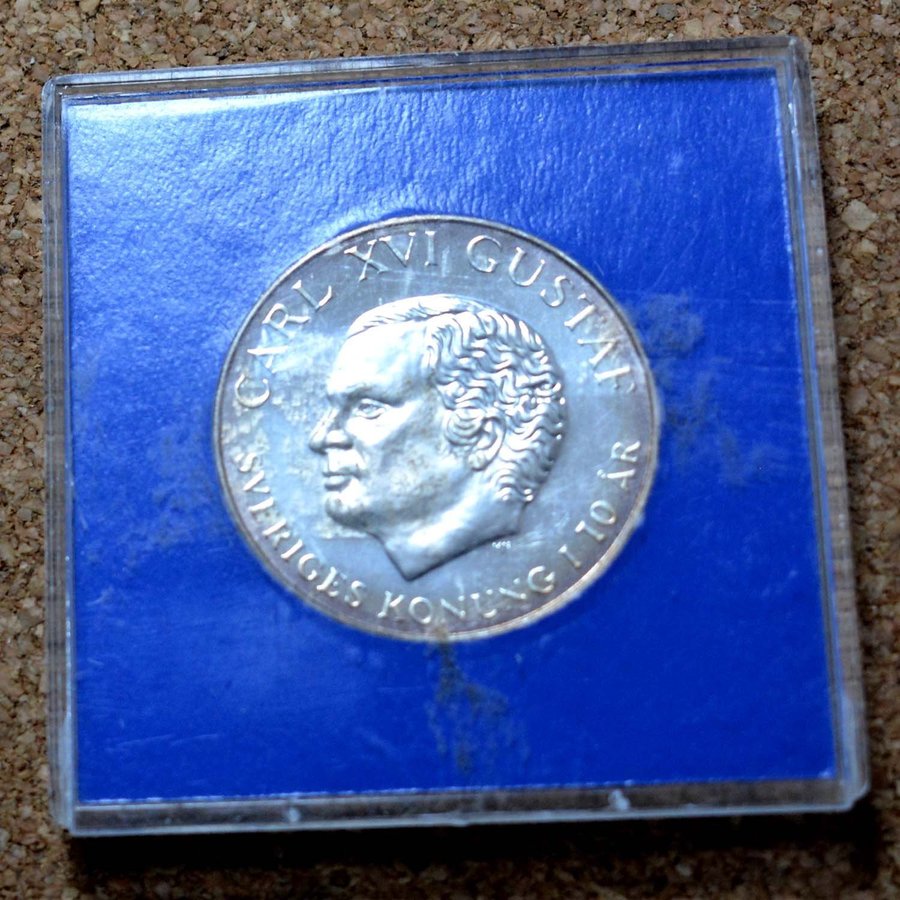 CARL XVI GUSTAF
SVERIGES KONUNG I 10 ÅR